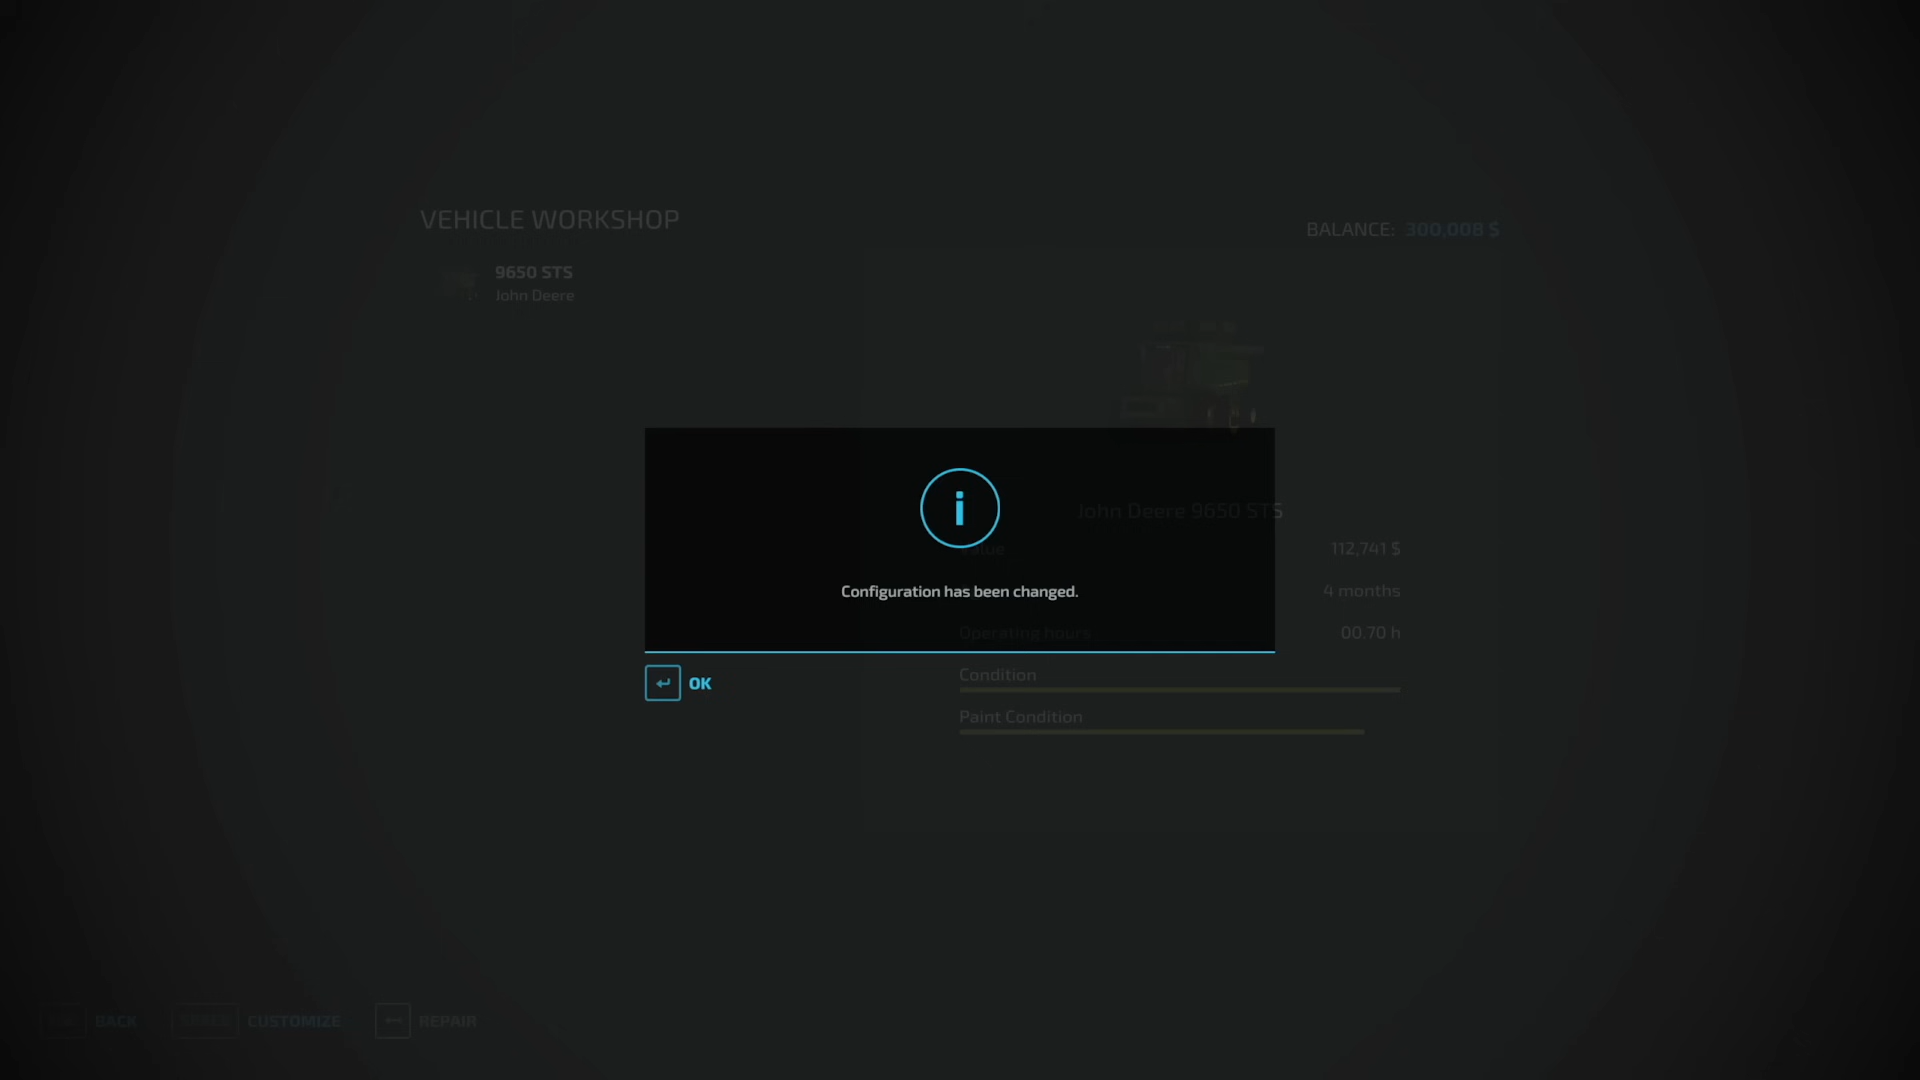 VEHICLE WORKSHOP
BALANCE: 300,008 $
9650 STS
John Deere
John Deere 9650 STS
Value
112,741 $
Configuration has been changed.
4 months
Operating hours
00.70 h
Condition
OK
Paint Condition
BACK
CUSTOMIZE
REPAIR